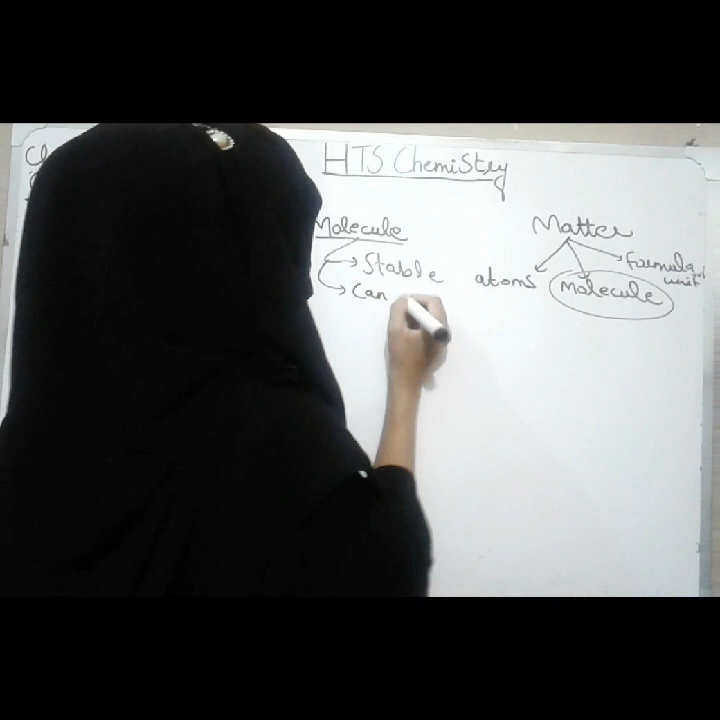 HTS Chemistry
Molecule
Stable
Can
Matter
atoms
Molecule
Formula
unit